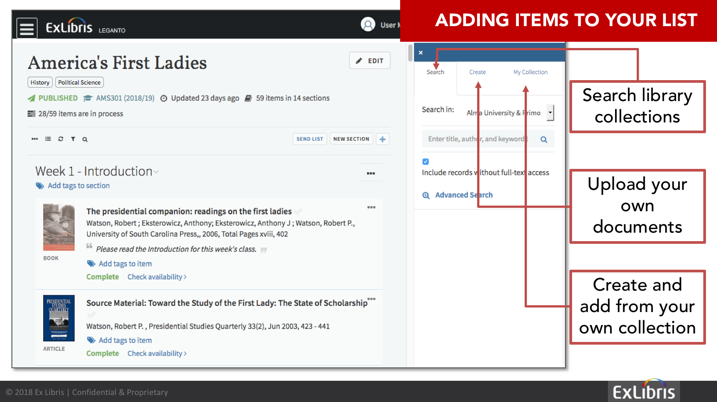 ExLibris LEGANTO
User M
ADDING ITEMS TO YOUR LIST
America's First Ladies
EDIT
History Political Science
PUBLISHED AMS301 (2018/19) Updated 23 days ago 59 items in 14 sections
28/59 items are in process
SEND LIST NEW SECTION +
Week 1 - Introduction
Add tags to section
The presidential companion: readings on the first ladies
Watson, Robert ; Eksterowicz, Anthony; Eksterowicz, Anthony J ; Watson, Robert P.,
University of South Carolina Press,, 2006, Total Pages xviii, 402
Please read the Introduction for this week's class.
BOOK
Add tags to item
Complete Check availability >
PRESIDENTIAL
STUDIES
QUARTERLY
Source Material: Toward the Study of the First Lady: The State of Scholarship
Watson, Robert P. , Presidential Studies Quarterly 33(2), Jun 2003, 423 - 441
Add tags to item
ARTICLE
Complete Check availability >
×
Search Create My Collection
Search in: Alma University & Primo
Enter title, author, and keyword
Include records without full-text access
Advanced Search
Search library
collections
Upload your
own
documents
Create and
add from your
own collection
© 2018 Ex Libris | Confidential & Proprietary
ExLibris